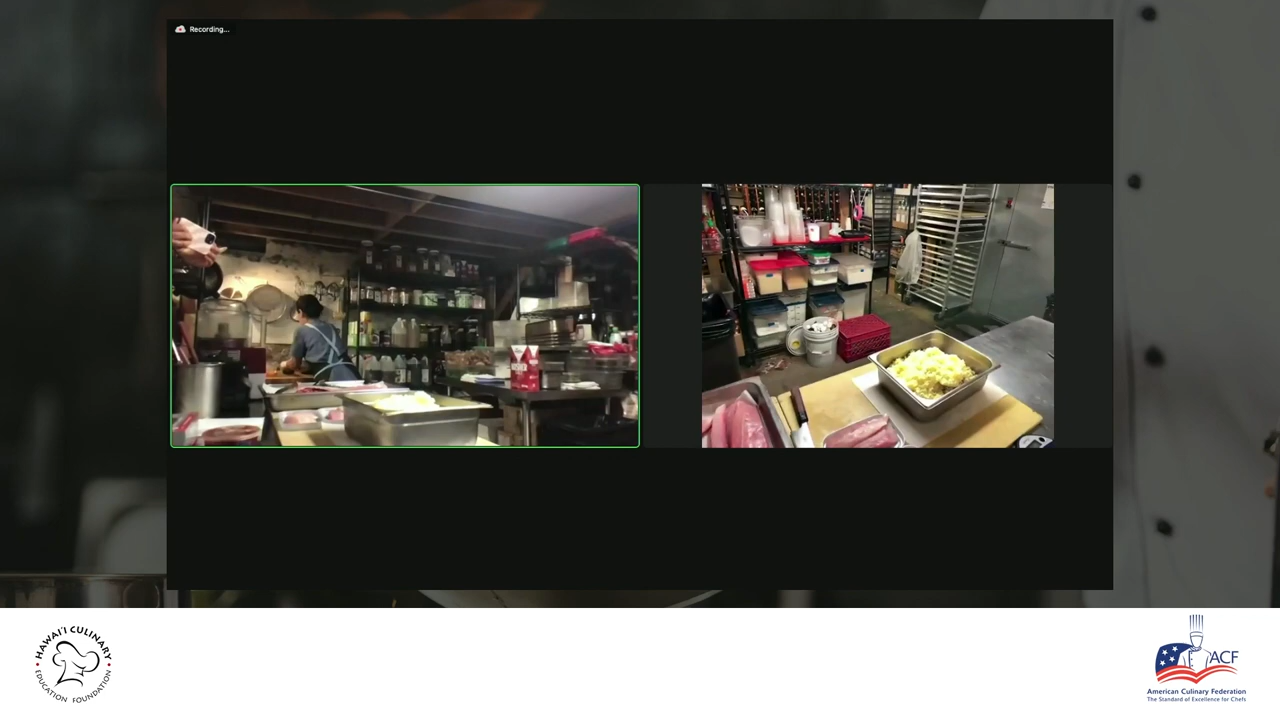 Recording...
HAWAI'I CULINARY
EDUCATION FOUNDATION
ACF
American Culinary Federation
The Standard of Excellence for Chefs